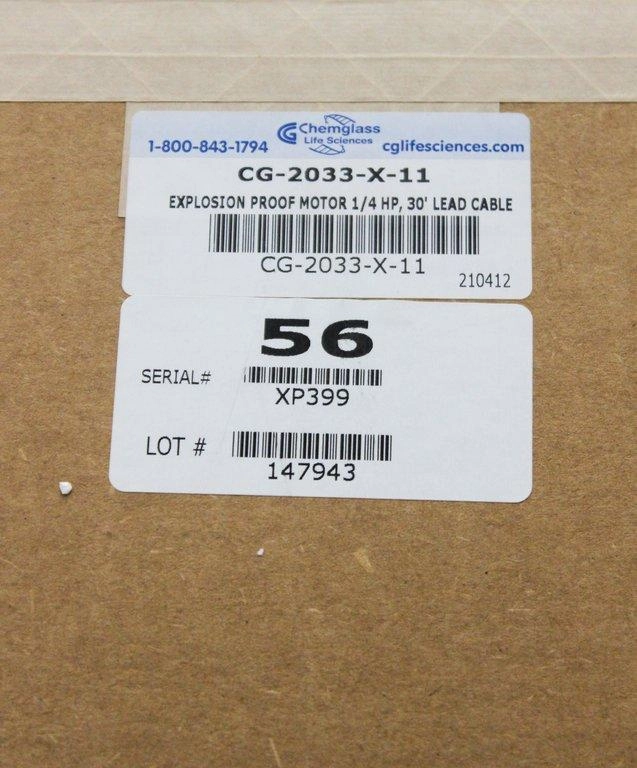 1-800-843-1794 CG Chemglass Life Sciences cglifesciences.com
CG-2033-X-11
EXPLOSION PROOF MOTOR 1/4 HP, 30' LEAD CABLE
CG-2033-X-11
210412
56
SERIAL#
XP399
LOT #
147943